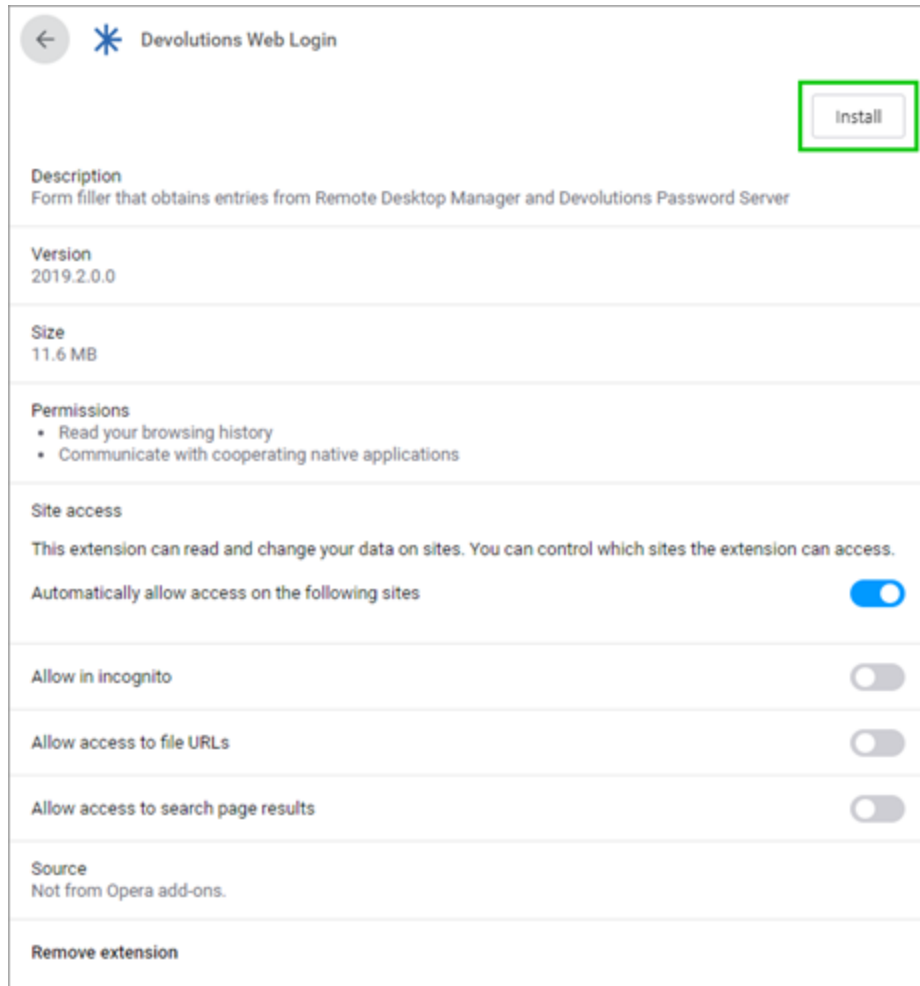 Devolutions Web Login
Install
Description
Form filler that obtains entries from Remote Desktop Manager and Devolutions Password Server
Version
2019.2.0.0
Size
11.6 MB
Permissions
• Read your browsing history
• Communicate with cooperating native applications
Site access
This extension can read and change your data on sites. You can control which sites the extension can access.
Automatically allow access on the following sites
Allow in incognito
Allow access to file URLs
Allow access to search page results
Source
Not from Opera add-ons.
Remove extension